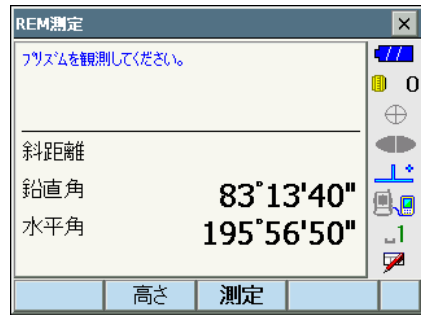 REM測定
ﾌﾟﾘｽﾞﾑを観測してください。
0
斜距離
鉛直角 83°13'40"
水平角 195°56'50"
1
高さ 測定